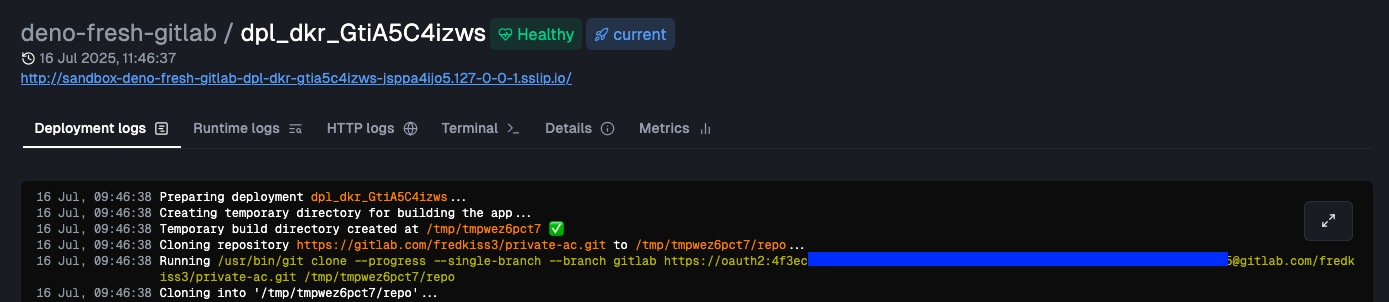 deno-fresh-gitlab / dpl_dkr_GtiA5C4izws Healthy current
16 Jul 2025, 11:46:37
http://sandbox-deno-fresh-gitlab-dpl-dkr-gtia5c4izws-jsppa4ijo5.127-0-0-1.sslip.io/
Deployment logs Runtime logs HTTP logs Terminal Details Metrics
16 Jul, 09:46:38 Preparing deployment dpl_dkr_GtiA5C4izws...
16 Jul, 09:46:38 Creating temporary directory for building the app...
16 Jul, 09:46:38 Temporary build directory created at /tmp/tmpwez6pct7 ✅
16 Jul, 09:46:38 Cloning repository https://gitlab.com/fredkiss3/private-ac.git to /tmp/tmpwez6pct7/repo...
16 Jul, 09:46:38 Running /usr/bin/git clone --progress --single-branch --branch gitlab https://oauth2:4f3ec 5@gitlab.com/fredk
iss3/private-ac.git /tmp/tmpwez6pct7/repo
16 Jul, 09:46:38 Cloning into '/tmp/tmpwez6pct7/repo'...